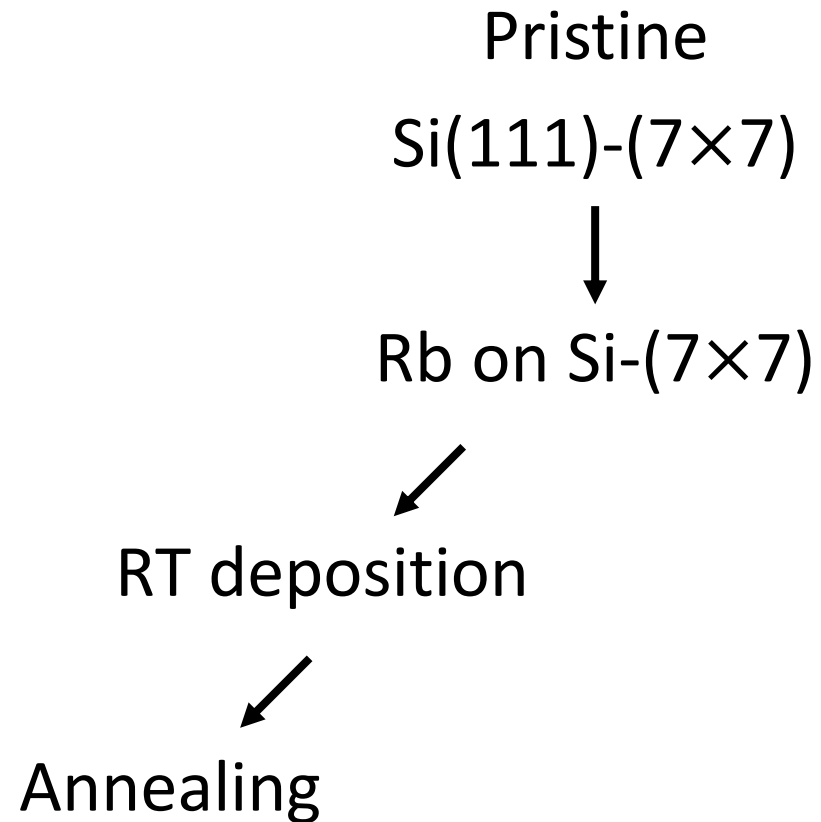 Pristine
Si(111)-(7×7)
Rb on Si-(7×7)
RT deposition
Annealing